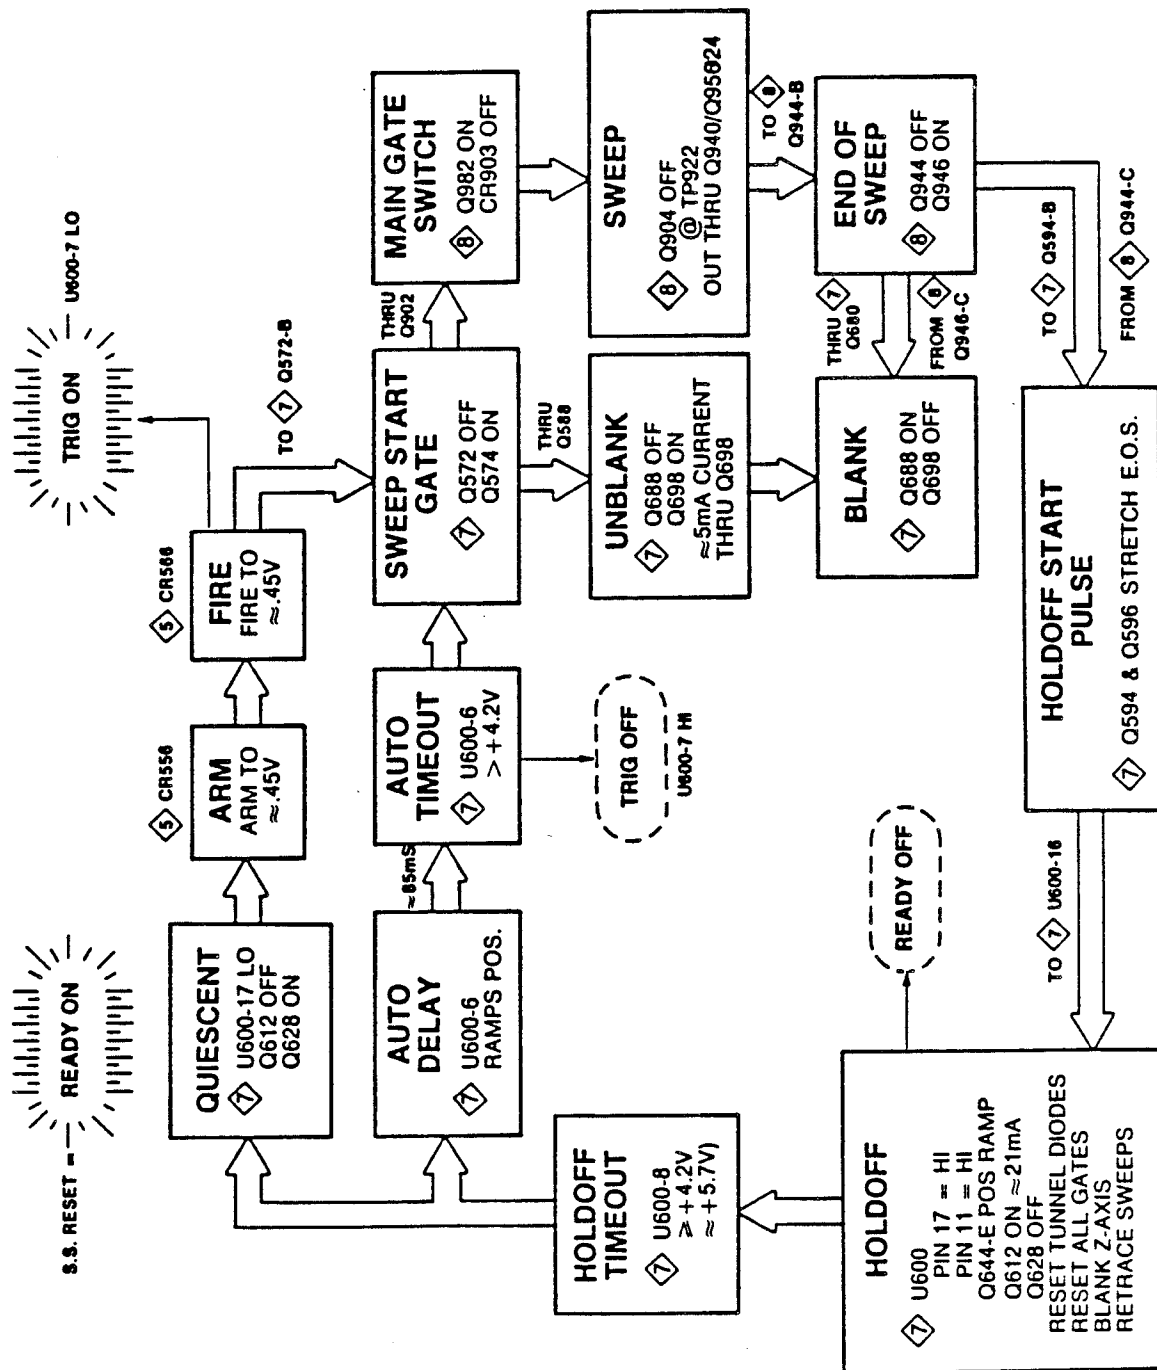 S.S. RESET =
READY ON
TRIG ON
U600-7 LO
QUIESCENT
7 U600-17 LO
Q612 OFF
Q628 ON
5 CR556
ARM
ARM TO
≈.45V
5 CR566
FIRE
FIRE TO
≈.45V
TO 7 Q572-B
AUTO
DELAY
7 U600-6
RAMPS POS.
≈85mS
AUTO
TIMEOUT
7 U600-6
>+4.2V
SWEEP START
GATE
7 Q572 OFF
Q574 ON
THRU
Q902
MAIN GATE
SWITCH
8 Q982 ON
CR903 OFF
HOLDOFF
TIMEOUT
7 U600-8
≥+4.2V
≈+5.7V)
TRIG OFF
U600-7 HI
THRU
Q588
UNBLANK
7 Q688 OFF
Q698 ON
≈5mA CURRENT
THRU Q698
SWEEP
8 Q904 OFF
@ TP922
OUT THRU Q940/Q95824
TO 8
Q944-B
BLANK
7 Q688 ON
Q698 OFF
THRU 7
Q680
FROM 8
Q946-C
END OF
SWEEP
8 Q944 OFF
Q946 ON
HOLDOFF
7 U600
PIN 17 = HI
PIN 11 = HI
Q644-E POS RAMP
Q612 ON ≈21mA
Q628 OFF
RESET TUNNEL DIODES
RESET ALL GATES
BLANK Z-AXIS
RETRACE SWEEPS
READY OFF
TO 7 U600-16
HOLDOFF START
PULSE
7 Q594 & Q596 STRETCH E.O.S.
TO 7 Q594-B
FROM 8 Q944-C